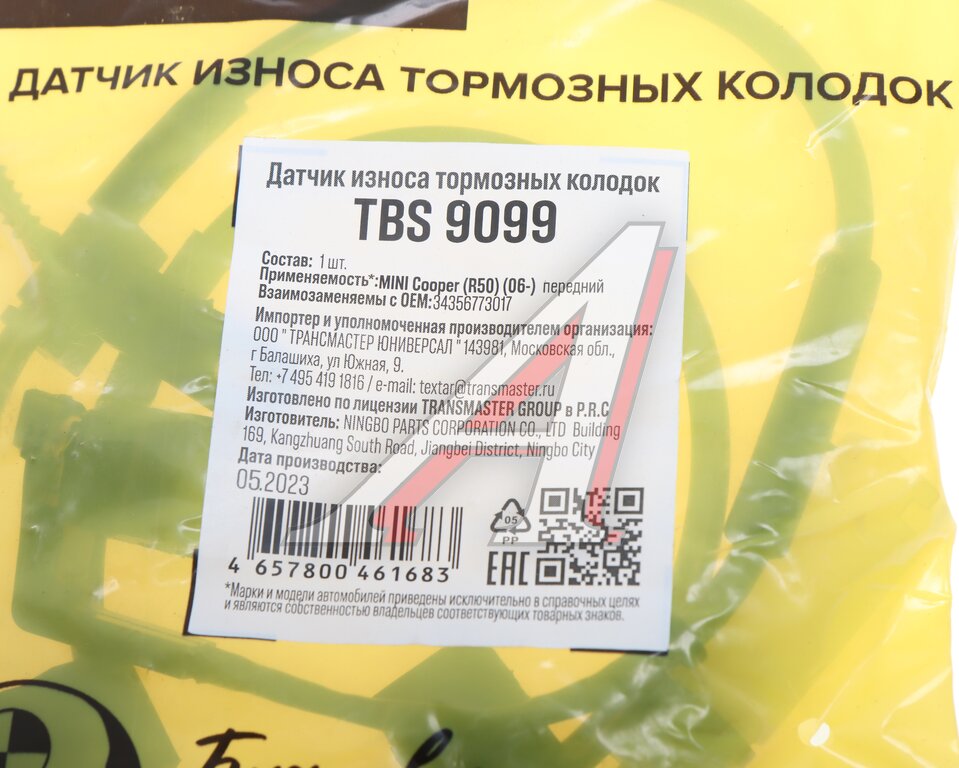 ДАТЧИК ИЗНОСА ТОРМОЗНЫХ КОЛОДОК
Датчик износа тормозных колодок
TBS 9099
Состав: 1 шт.
Применяемость*:MINI Cooper (R50) (06-) передний
Взаимозаменяемы с ОЕМ:34356773017
Импортер и уполномоченная производителем организация:
ООО " ТРАНСМАСТЕР ЮНИВЕРСАЛ " 143981, Московская обл.,
г Балашиха, ул Южная, 9.
Тел: +7 495 419 1816 / e-mail: textar@transmaster.ru
Изготовлено по лицензии TRANSMASTER GROUP в P.R.C
Изготовитель: NINGBO PARTS CORPORATION CO., LTD Building
169, Kangzhuang South Road, Jiangbei District, Ningbo City
Дата производства:
05.2023
05
PP
4 657800 461683
EAC
*Марки и модели автомобилей приведены исключительно в справочных целях
и являются собственностью владельцев соответствующих товарных знаков.